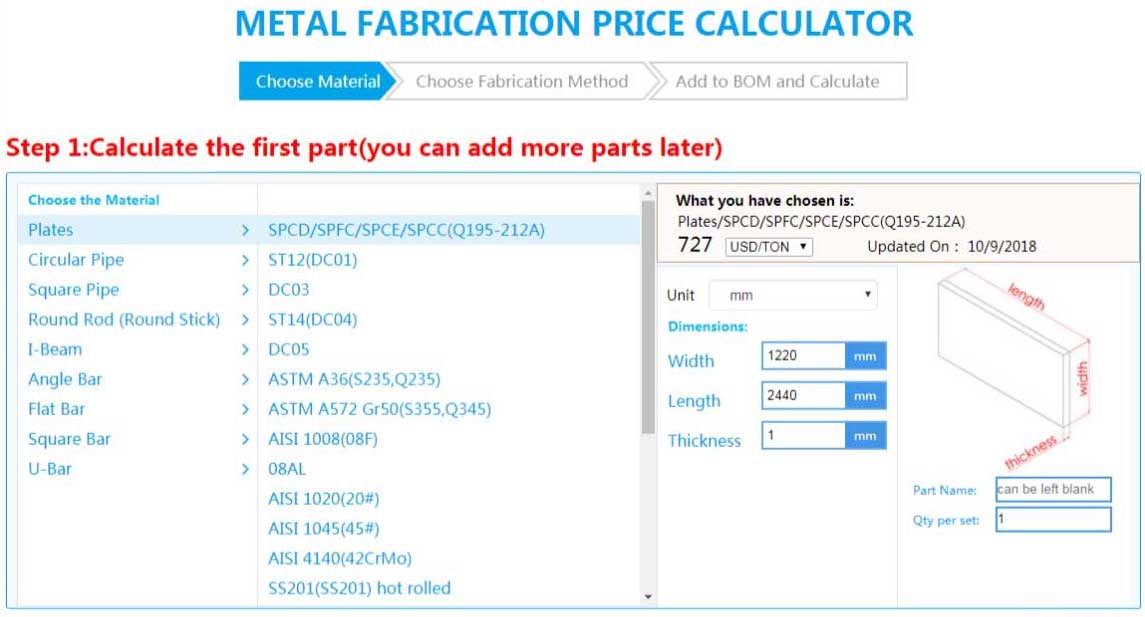 METAL FABRICATION PRICE CALCULATOR
Choose Material
Choose Fabrication Method
Add to BOM and Calculate
Step 1:Calculate the first part(you can add more parts later)
Choose the Material
Plates
Circular Pipe
Square Pipe
Round Rod (Round Stick)
I-Beam
Angle Bar
Flat Bar
Square Bar
U-Bar
SPCD/SPFC/SPCE/SPCC(Q195-212A)
ST12(DC01)
DC03
ST14(DC04)
DC05
ASTM A36(S235,Q235)
ASTM A572 Gr50(S355,Q345)
AISI 1008(08F)
08AL
AISI 1020(20#)
AISI 1045(45#)
AISI 4140(42CrMo)
SS201(SS201) hot rolled
What you have chosen is:
Plates/SPCD/SPFC/SPCE/SPCC(Q195-212A)
727 USD/TON Updated On : 10/9/2018
Unit mm
Dimensions:
Width 1220 mm
Length 2440 mm
Thickness 1 mm
length
width
thickness
Part Name: can be left blank
Qty per set: 1